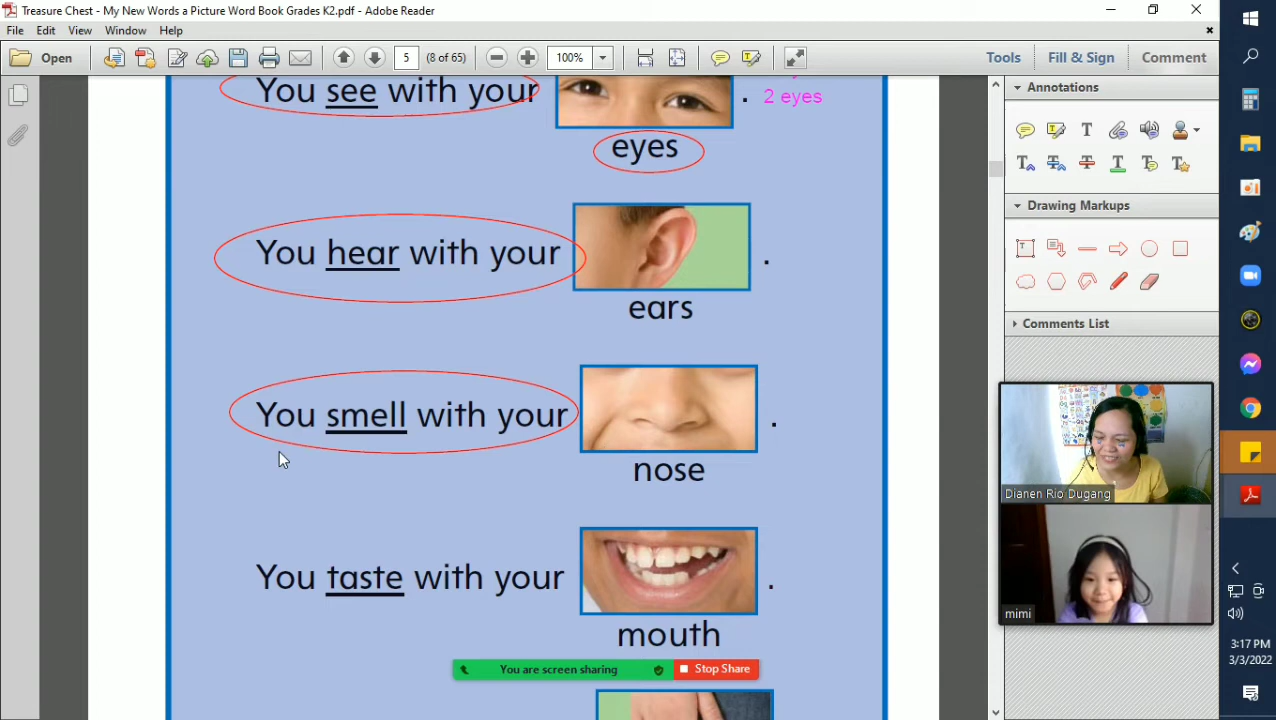 Treasure Chest - My New Words a Picture Word Book Grades K2.pdf - Adobe Reader
File Edit View Window Help
Open 5 (8 of 65) 100% Tools Fill & Sign Comment
You see with your . 2 eyes
eyes
You hear with your .
ears
You smell with your .
nose
You taste with your .
mouth
You are screen sharing Stop Share
Annotations
Drawing Markups
Comments List
Dianen Rio Dugang
mimi
3:17 PM
3/3/2022